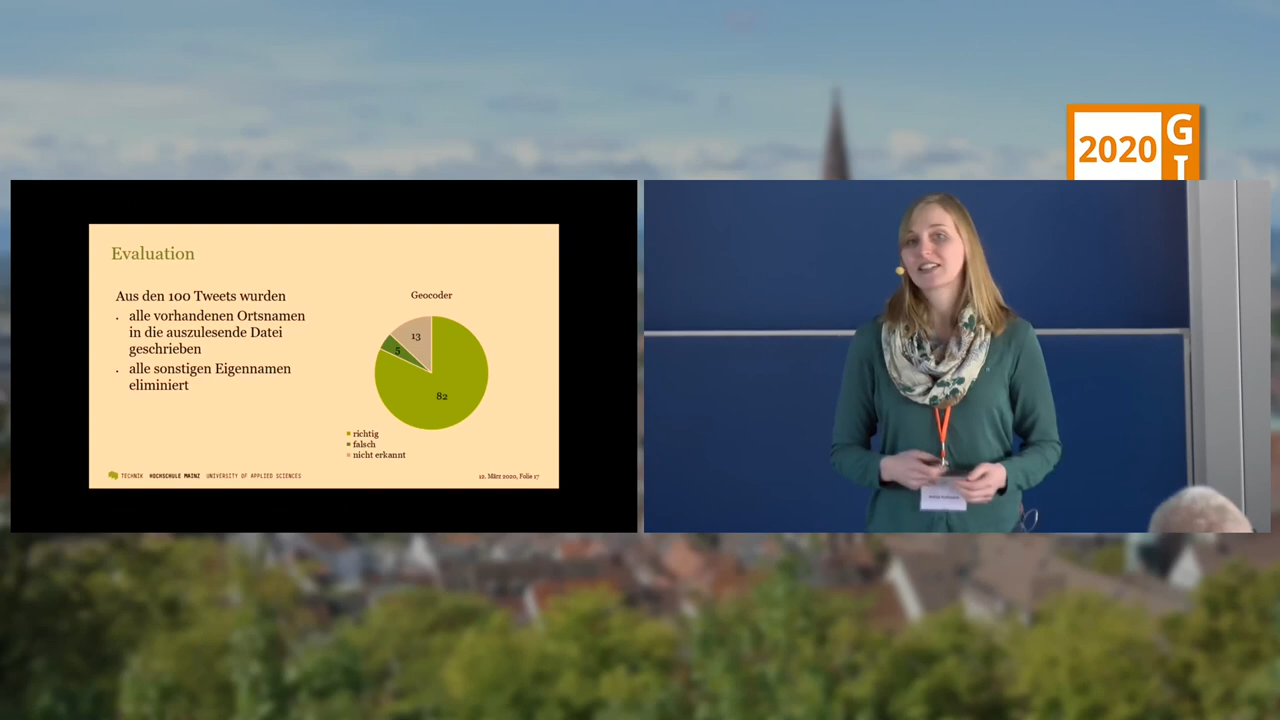 2020
G
I
Evaluation
Aus den 100 Tweets wurden
• alle vorhandenen Ortsnamen
in die auszulesende Datei
geschrieben
• alle sonstigen Eigennamen
eliminiert
Geocoder
13
5
82
richtig
falsch
nicht erkannt
TECHNIK HOCHSCHULE MAINZ UNIVERSITY OF APPLIED SCIENCES
12. März 2020, Folie 17